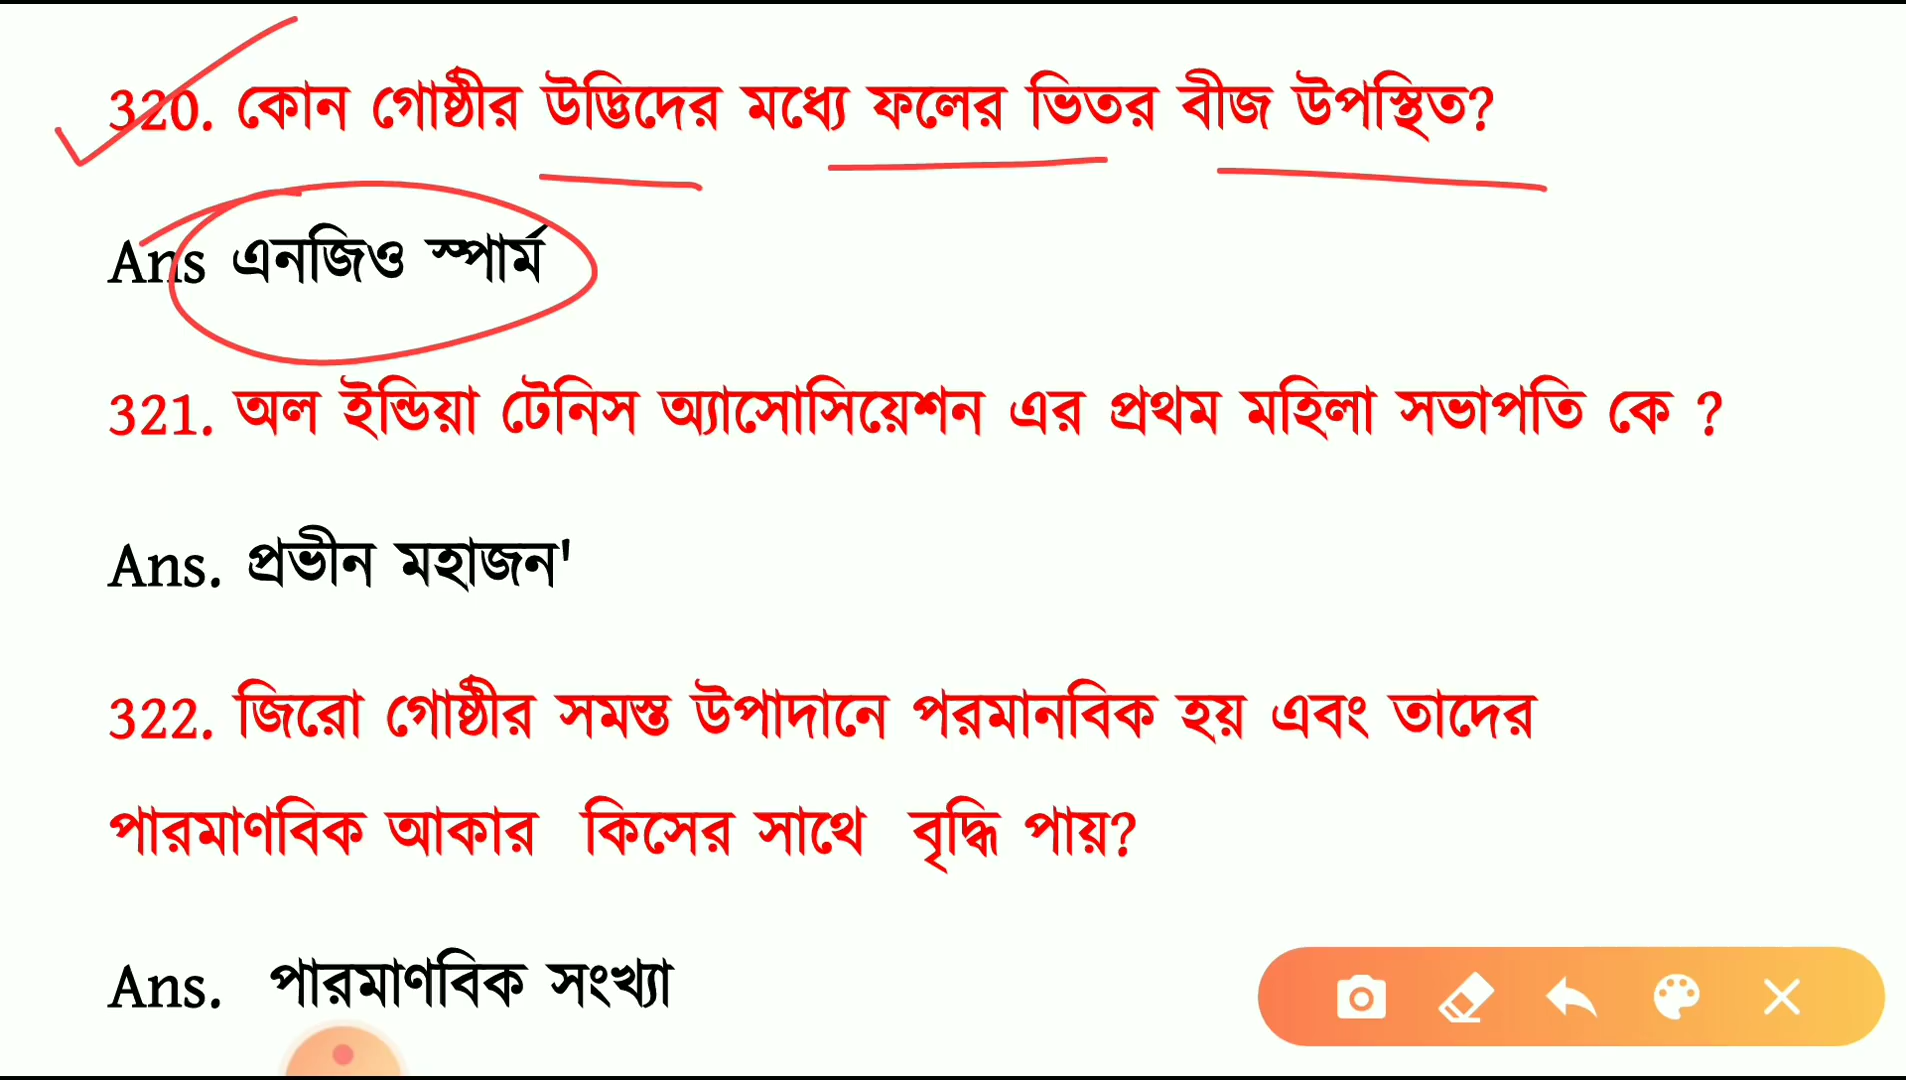 320. কোন গোষ্ঠীর উদ্ভিদের মধ্যে ফলের ভিতর বীজ উপস্থিত?
Ans এনজিও স্পার্ম
321. অল ইন্ডিয়া টেনিস অ্যাসোসিয়েশন এর প্রথম মহিলা সভাপতি কে ?
Ans. প্রভীন মহাজন'
322. জিরো গোষ্ঠীর সমস্ত উপাদানে পরমানবিক হয় এবং তাদের
পারমাণবিক আকার কিসের সাথে বৃদ্ধি পায়?
Ans. পারমাণবিক সংখ্যা